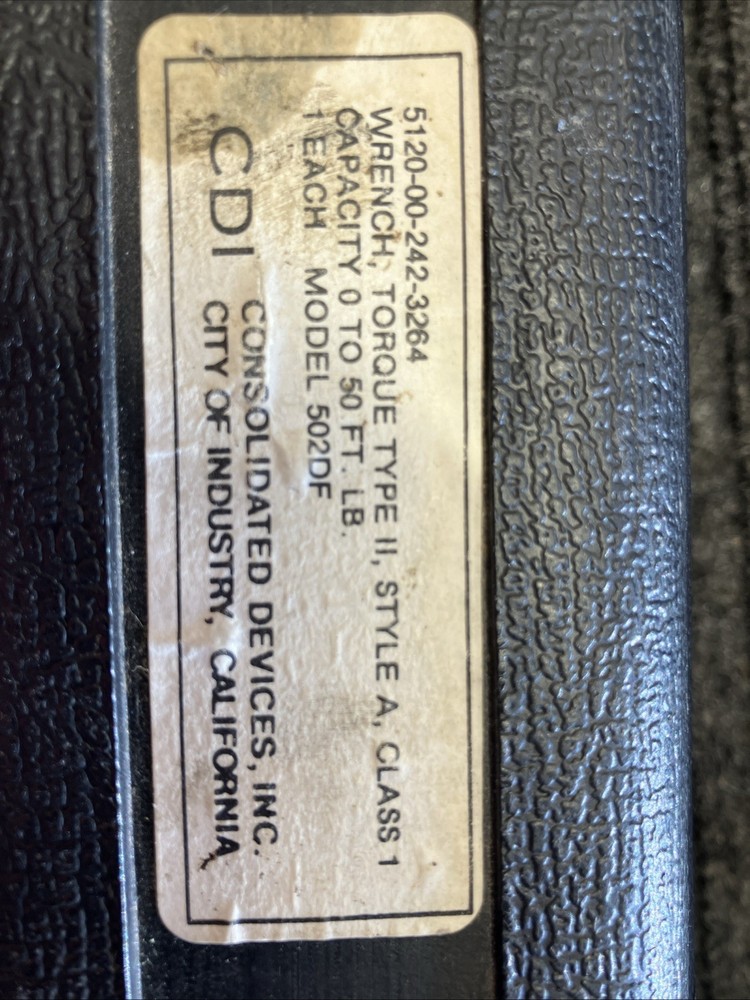 5120-00-242-3264
WRENCH, TORQUE TYPE II, STYLE A, CLASS 1
CAPACITY 0 TO 50 FT. LB.
1 EACH MODEL 502DF
CDI CONSOLIDATED DEVICES, INC.
CITY OF INDUSTRY, CALIFORNIA